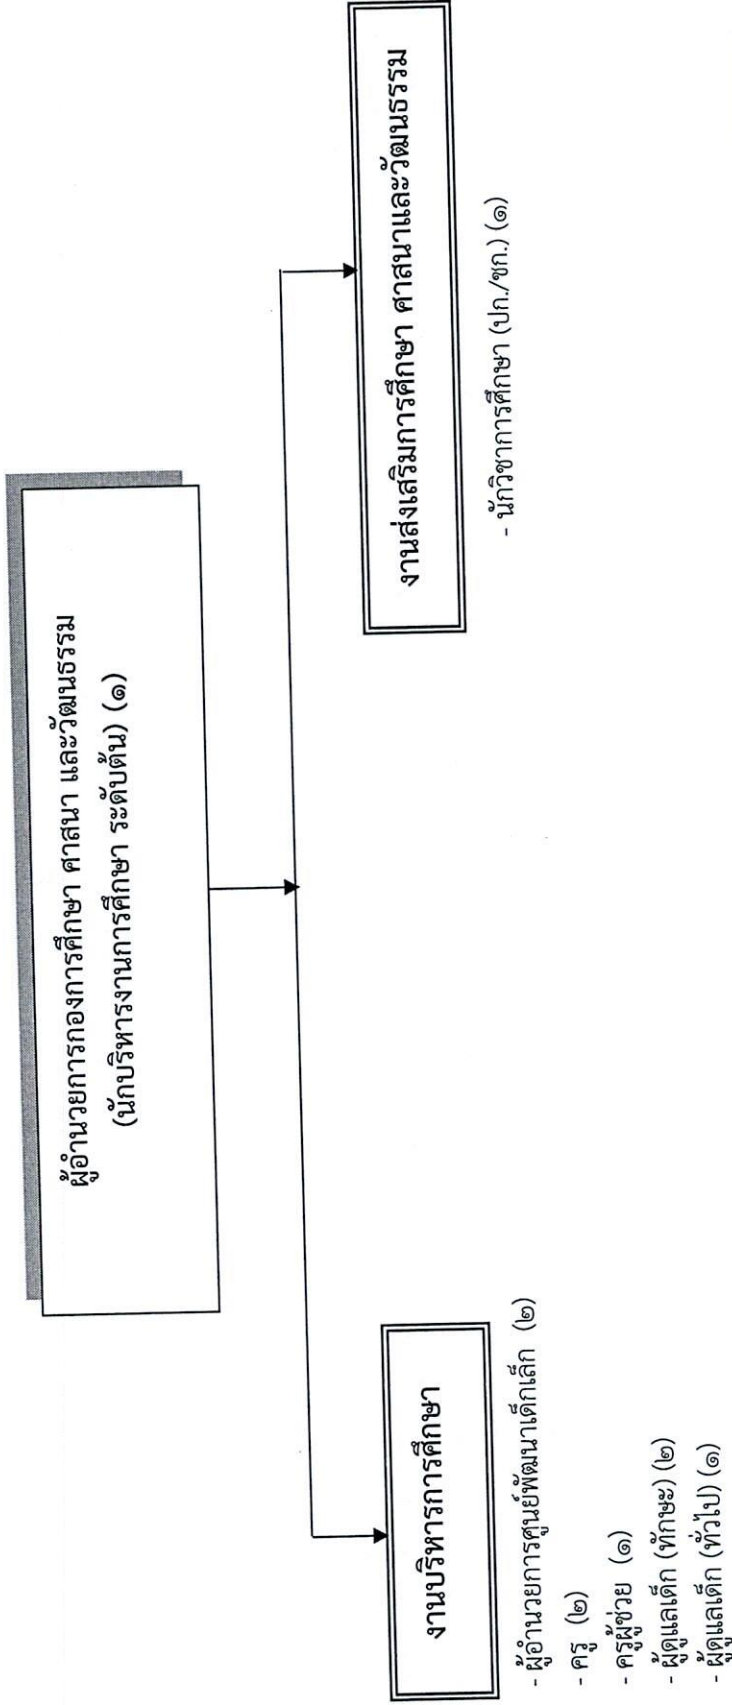 ผู้อำนวยการกองการศึกษา ศาสนา และวัฒนธรรม
(นักบริหารงานการศึกษา ระดับต้น) (๑)
งานบริหารการศึกษา
- ผู้อำนวยการศูนย์พัฒนาเด็กเล็ก (๒)
- ครู (๒)
- ครูผู้ช่วย (๑)
- ผู้ดูแลเด็ก (ทักษะ) (๒)
- ผู้ดูแลเด็ก (ทั่วไป) (๑)
งานส่งเสริมการศึกษา ศาสนาและวัฒนธรรม
- นักวิชาการศึกษา (ปก./ชก.) (๑)